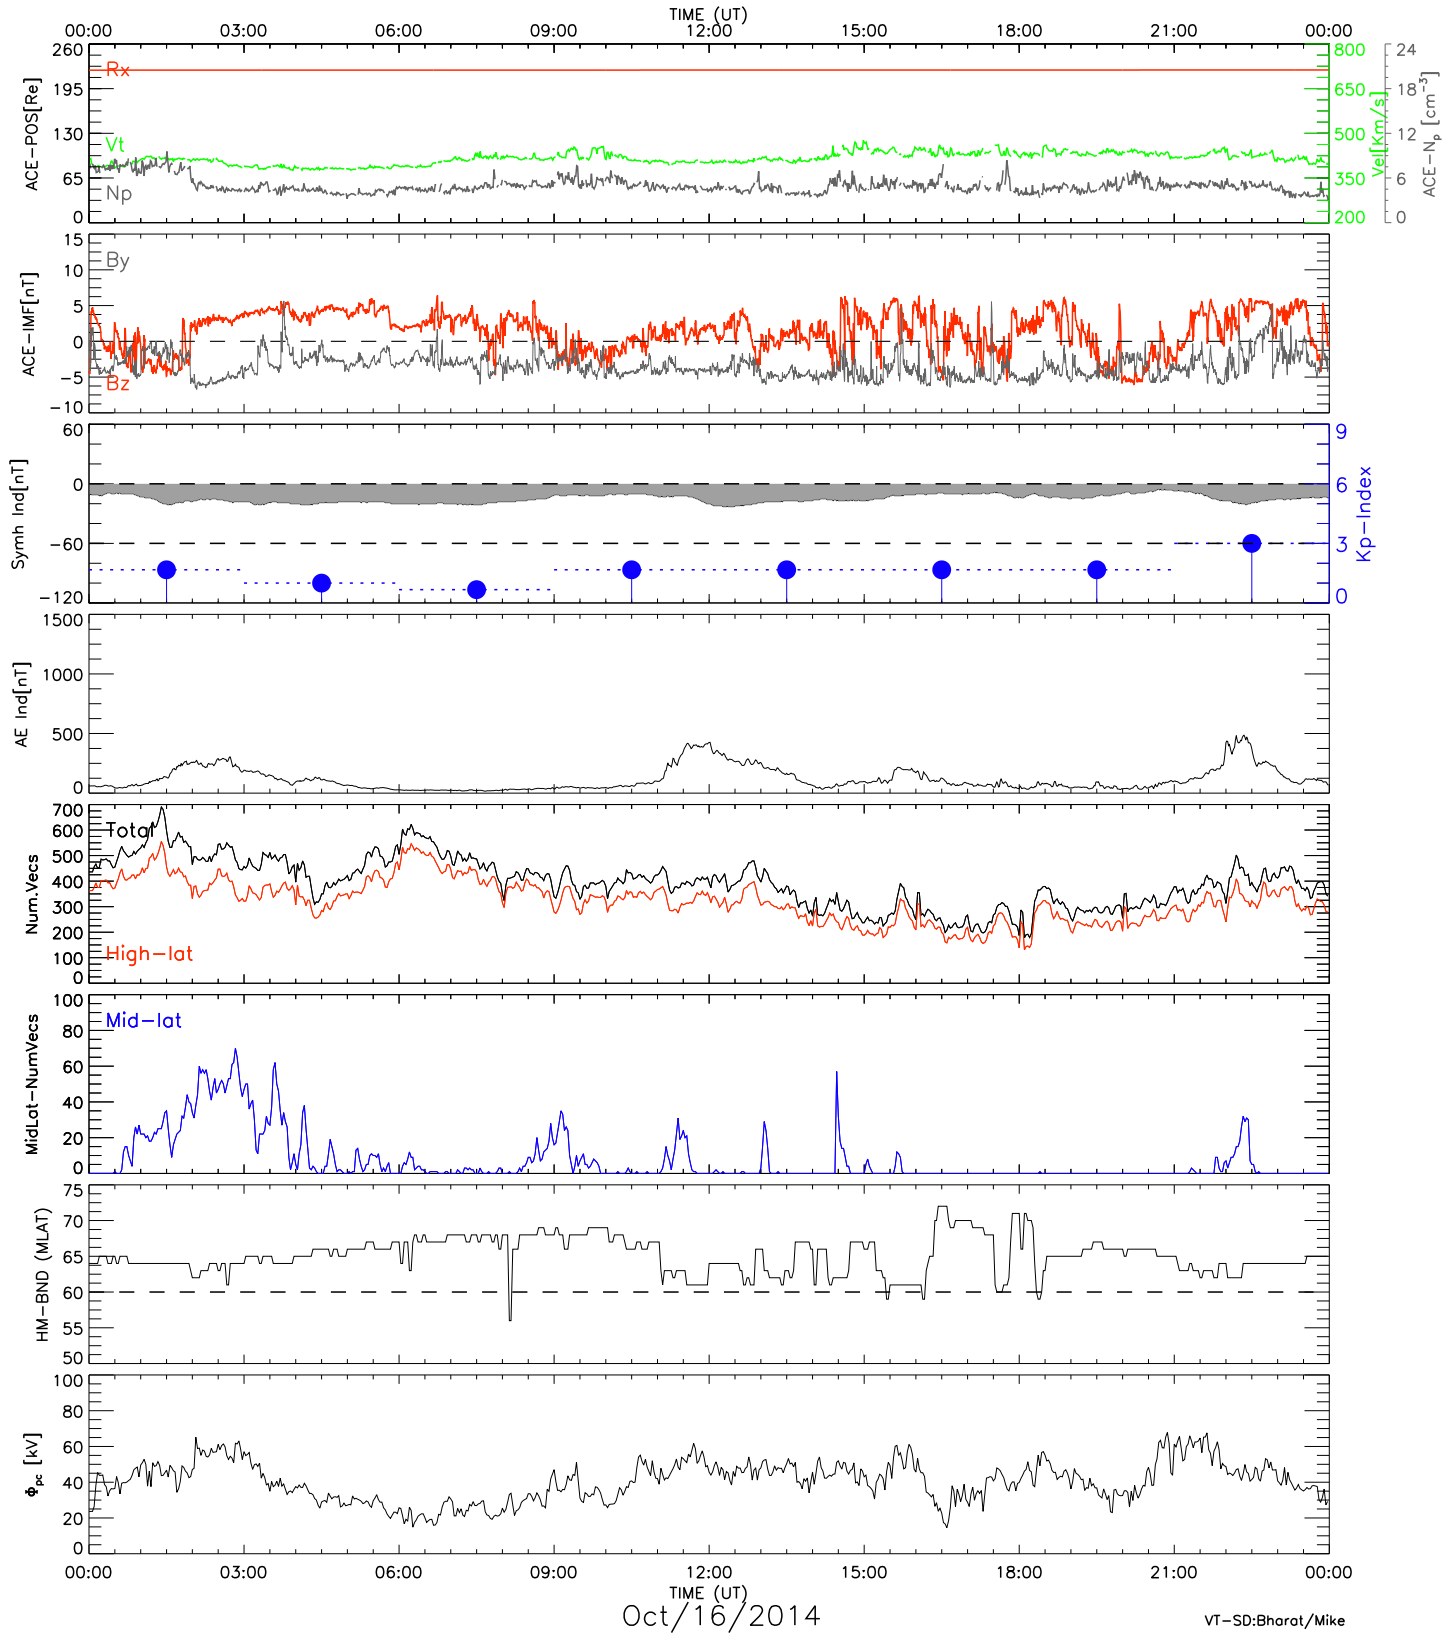 TIME (UT)
00:00 03:00 06:00 09:00 12:00 15:00 18:00 21:00 00:00
ACE-POS[Re]
260
195
130
65
0
Rx
Vt
Np
800
650
500
350
200
Vel[Km/s]
24
18
12
6
0
ACE-Np [cm-3]
ACE-IMF[nT]
15
10
5
0
-5
-10
By
Bz
Symh Ind[nT]
60
0
-60
-120
9
6
3
0
Kp-Index
AE Ind[nT]
1500
1000
500
0
Num.Vecs
700
600
500
400
300
200
100
0
Total
High-lat
MidLat-NumVecs
100
80
60
40
20
0
Mid-lat
HM-BND (MLAT)
75
70
65
60
55
50
Φpc [kV]
100
80
60
40
20
0
00:00 03:00 06:00 09:00 12:00 15:00 18:00 21:00 00:00
TIME (UT)
Oct/16/2014
VT-SD:Bharat/Mike